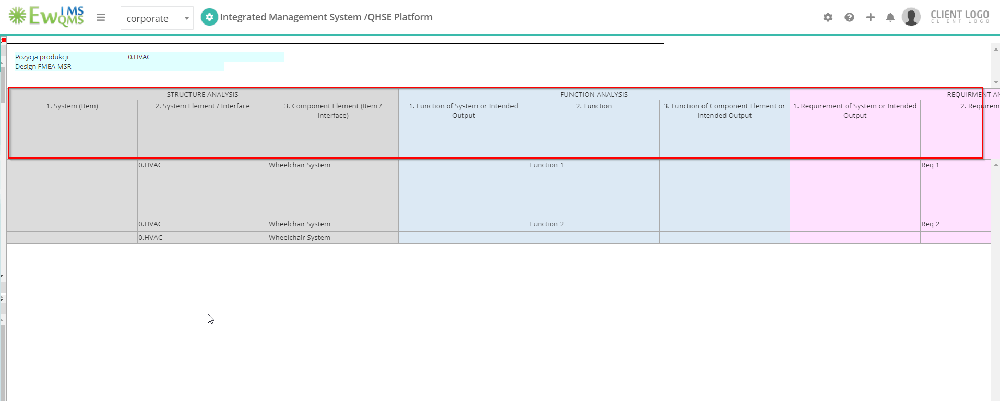 EwQMS IMS
corporate
Integrated Management System /QHSE Platform
CLIENT LOGO
CLIENT LOGO
Pozycja produkcji 0.HVAC
Design FMEA-MSR
STRUCTURE ANALYSIS FUNCTION ANALYSIS REQUIRMENT AN
1. System (Item)
2. System Element / Interface
3. Component Element (Item /
Interface)
1. Function of System or Intended
Output
2. Function
3. Function of Component Element or
Intended Output
1. Requirement of System or Intended
Output
2. Requirem
0.HVAC Wheelchair System Function 1 Req 1
0.HVAC Wheelchair System Function 2 Req 2
0.HVAC Wheelchair System